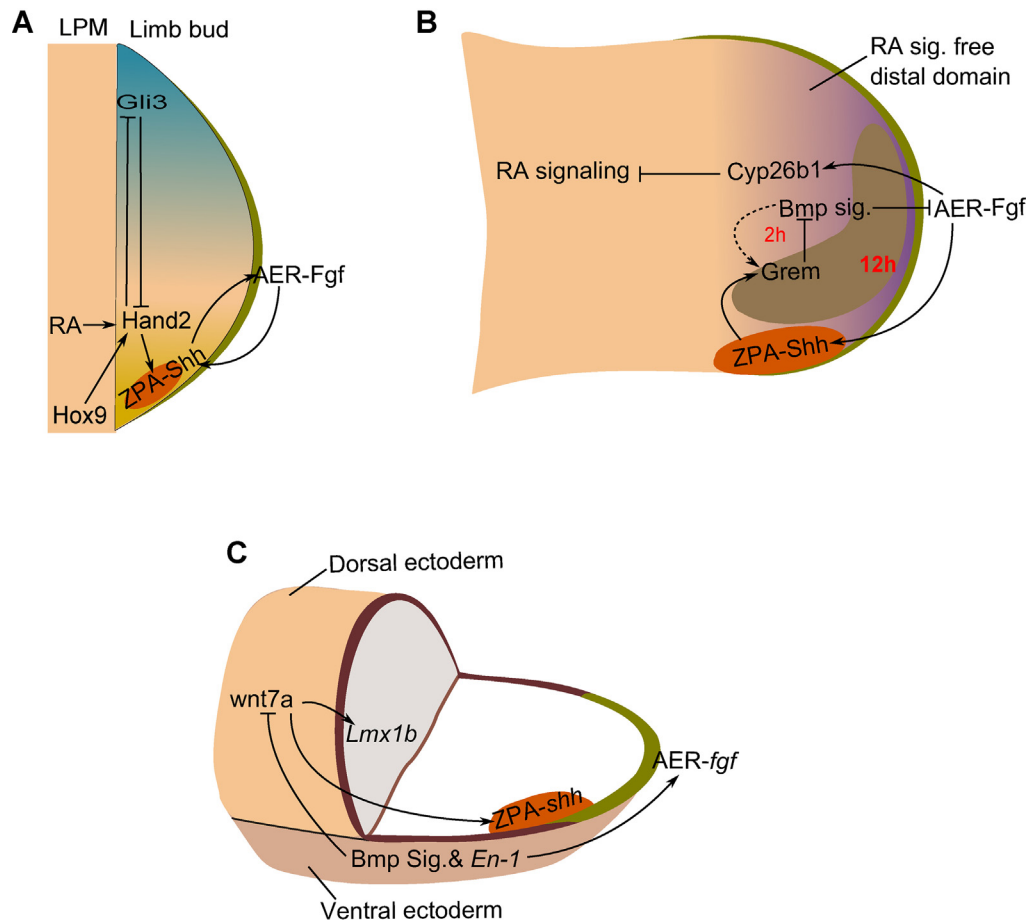 A
LPM
Limb bud
Gli3
AER-Fgf
RA
Hand2
ZPA-Shh
Hox9
B
RA sig. free
distal domain
RA signaling
Cyp26b1
Bmp sig.
AER-Fgf
2h
Grem
12h
ZPA-Shh
C
Dorsal ectoderm
wnt7a
Lmx1b
AER-fgf
ZPA-shh
Bmp Sig.& En-1
Ventral ectoderm